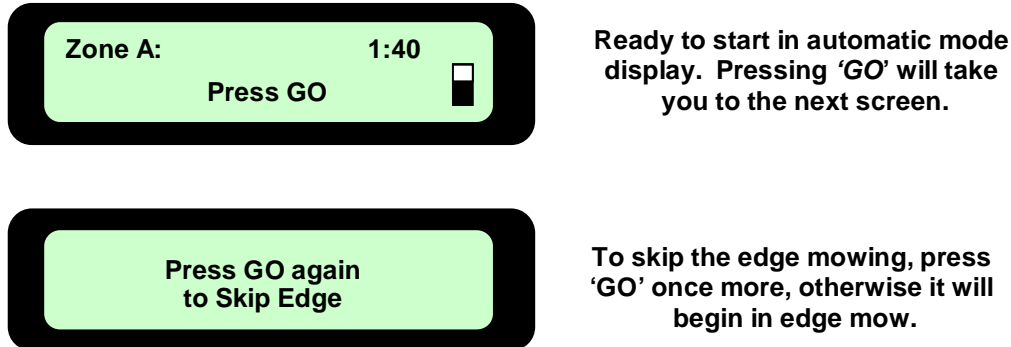 Zone A: 1:40
Press GO
Ready to start in automatic mode
display. Pressing ‘GO’ will take
you to the next screen.
Press GO again
to Skip Edge
To skip the edge mowing, press
‘GO’ once more, otherwise it will
begin in edge mow.